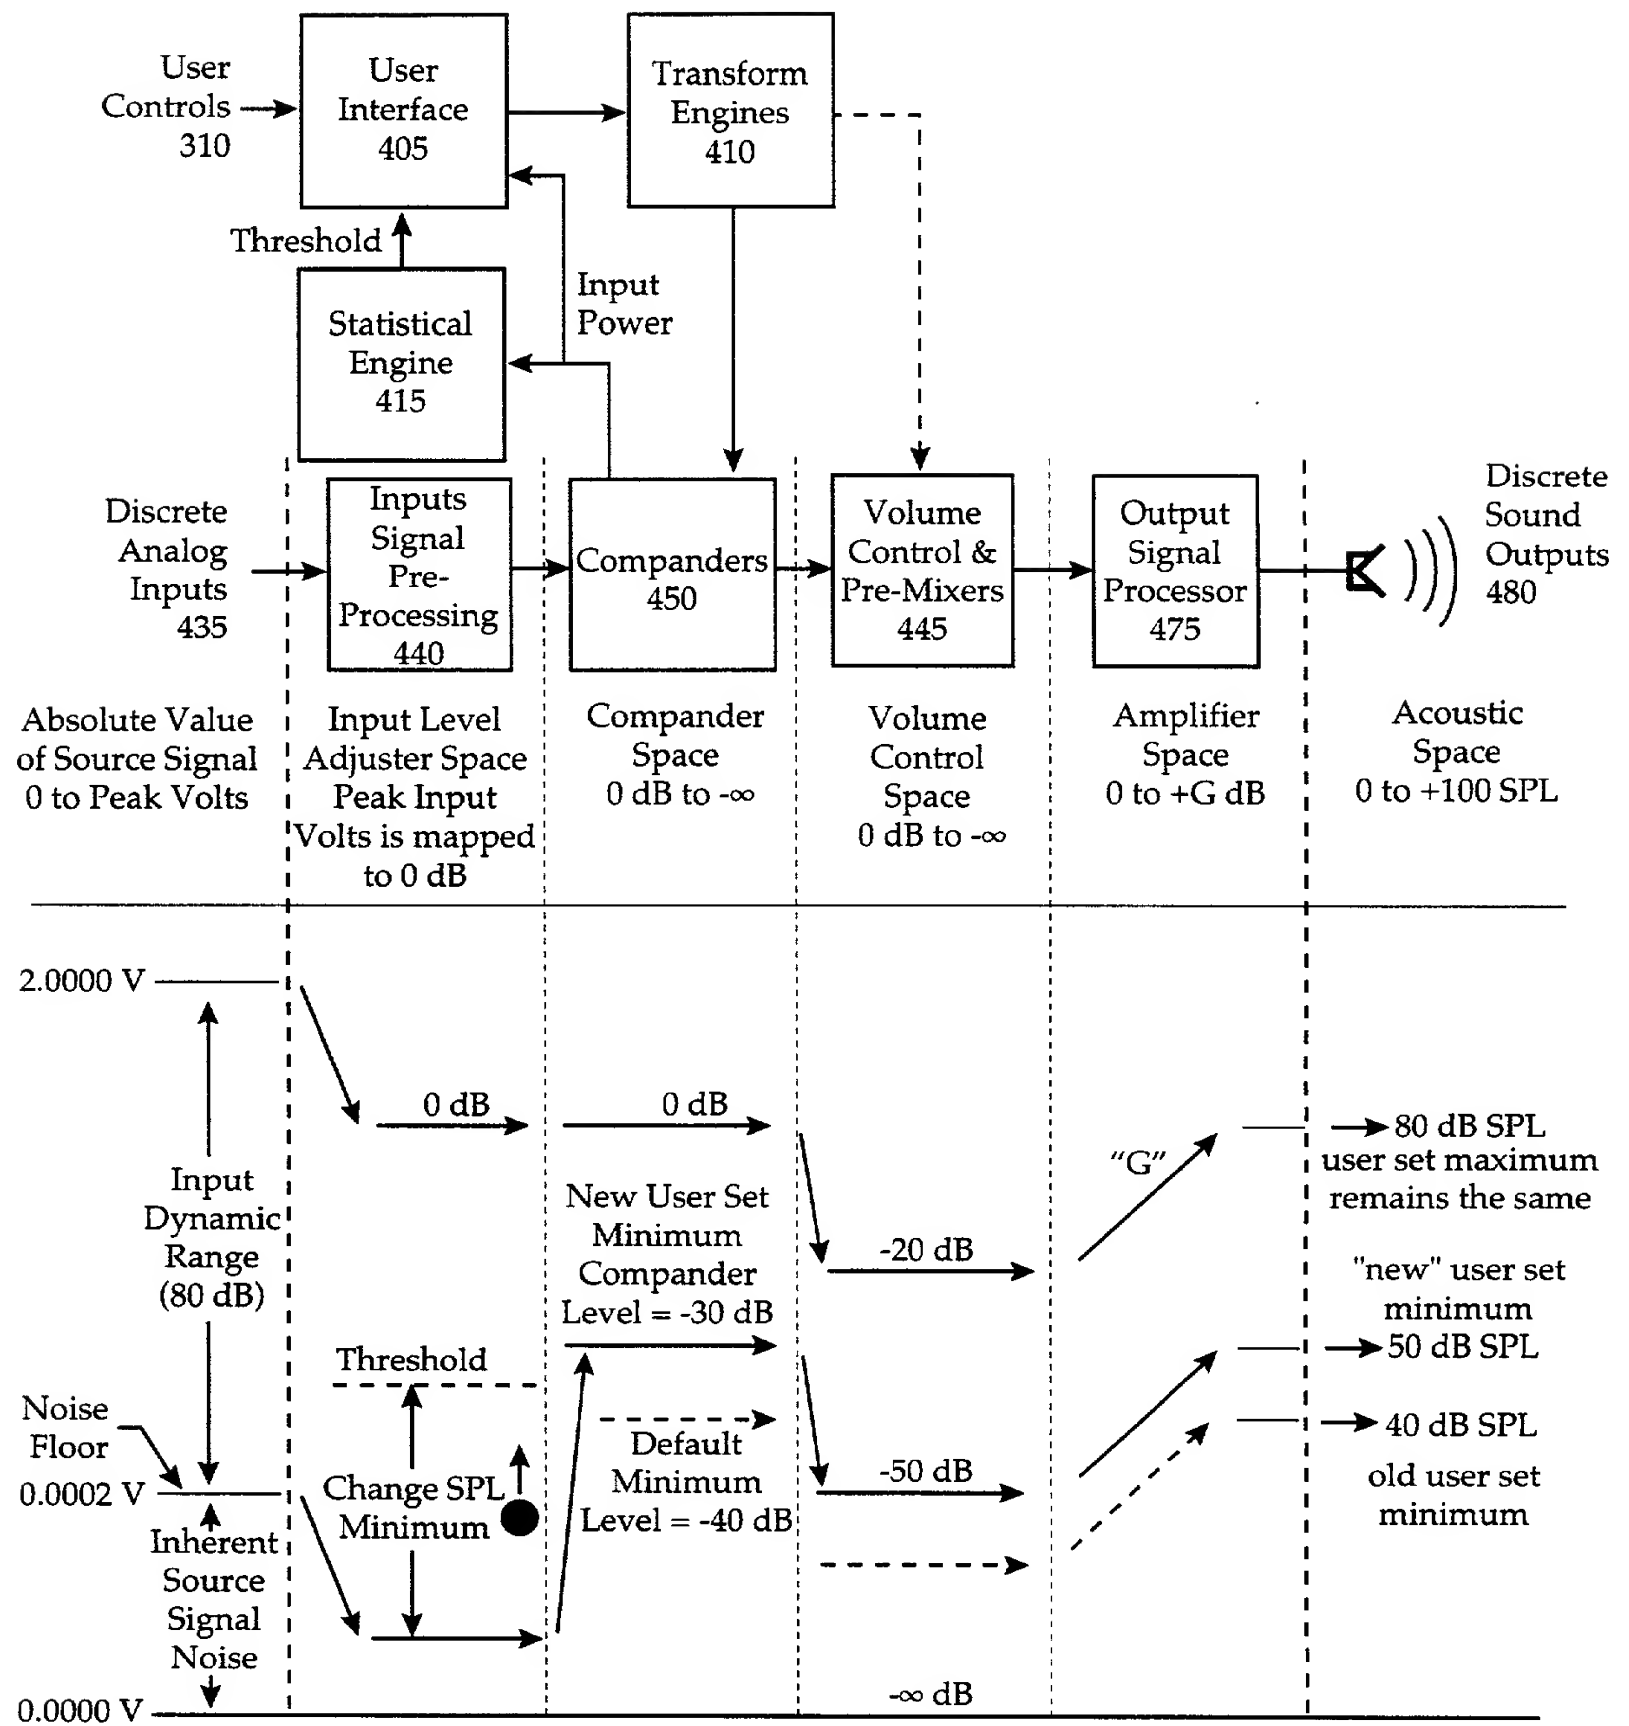 User
Controls
310
User
Interface
405
Transform
Engines
410
Threshold
Input
Power
Statistical
Engine
415
Discrete
Analog
Inputs
435
Inputs
Signal
Pre-
Processing
440
Companders
450
Volume
Control &
Pre-Mixers
445
Output
Signal
Processor
475
Discrete
Sound
Outputs
480
Absolute Value
of Source Signal
0 to Peak Volts
Input Level
Adjuster Space
Peak Input
Volts is mapped
to 0 dB
Compander
Space
0 dB to -∞
Volume
Control
Space
0 dB to -∞
Amplifier
Space
0 to +G dB
Acoustic
Space
0 to +100 SPL
2.0000 V
Input
Dynamic
Range
(80 dB)
Noise
Floor
0.0002 V
Inherent
Source
Signal
Noise
0.0000 V
0 dB
Threshold
Change SPL
Minimum
0 dB
New User Set
Minimum
Compander
Level = -30 dB
Default
Minimum
Level = -40 dB
-20 dB
-50 dB
-∞ dB
"G"
80 dB SPL
user set maximum
remains the same
"new" user set
minimum
50 dB SPL
40 dB SPL
old user set
minimum